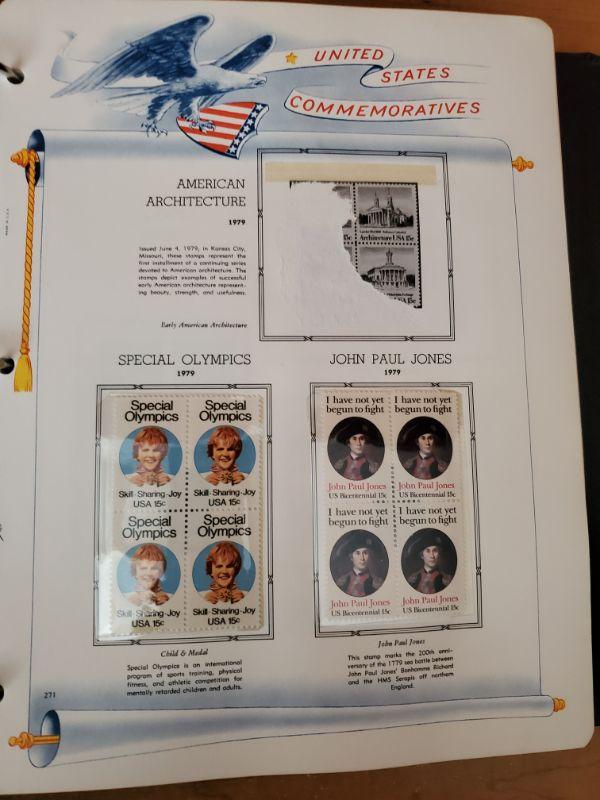 UNITED
STATES
COMMEMORATIVES
AMERICAN
ARCHITECTURE
1979
Issued June 4, 1979, in Kansas City,
Missouri, these stamps represent the
first installment of a continuing series
devoted to American architecture. The
stamps depict examples of successful
early American architecture represent-
ing beauty, strength, and usefulness.
Early American Architecture
15c
Architecture USA 15c
USA 15c
SPECIAL OLYMPICS
1979
Special
Olympics
Skill·Sharing·Joy
USA 15c
Special
Olympics
Skill·Sharing·Joy
USA 15c
Special
Olympics
Skill·Sharing·Joy
USA 15c
Special
Olympics
Skill·Sharing·Joy
USA 15c
Child & Medal
Special Olympics is an international
program of sports training, physical
fitness, and athletic competition for
mentally retarded children and adults.
JOHN PAUL JONES
1979
I have not yet
begun to fight
John Paul Jones
US Bicentennial 15c
I have not yet
begun to fight
John Paul Jones
US Bicentennial 15c
I have not yet
begun to fight
John Paul Jones
US Bicentennial 15c
I have not yet
begun to fight
John Paul Jones
US Bicentennial 15c
John Paul Jones
This stamp marks the 200th anni-
versary of the 1779 sea battle between
John Paul Jones' Bonhomme Richard
and the HMS Serapis off northern
England.
271